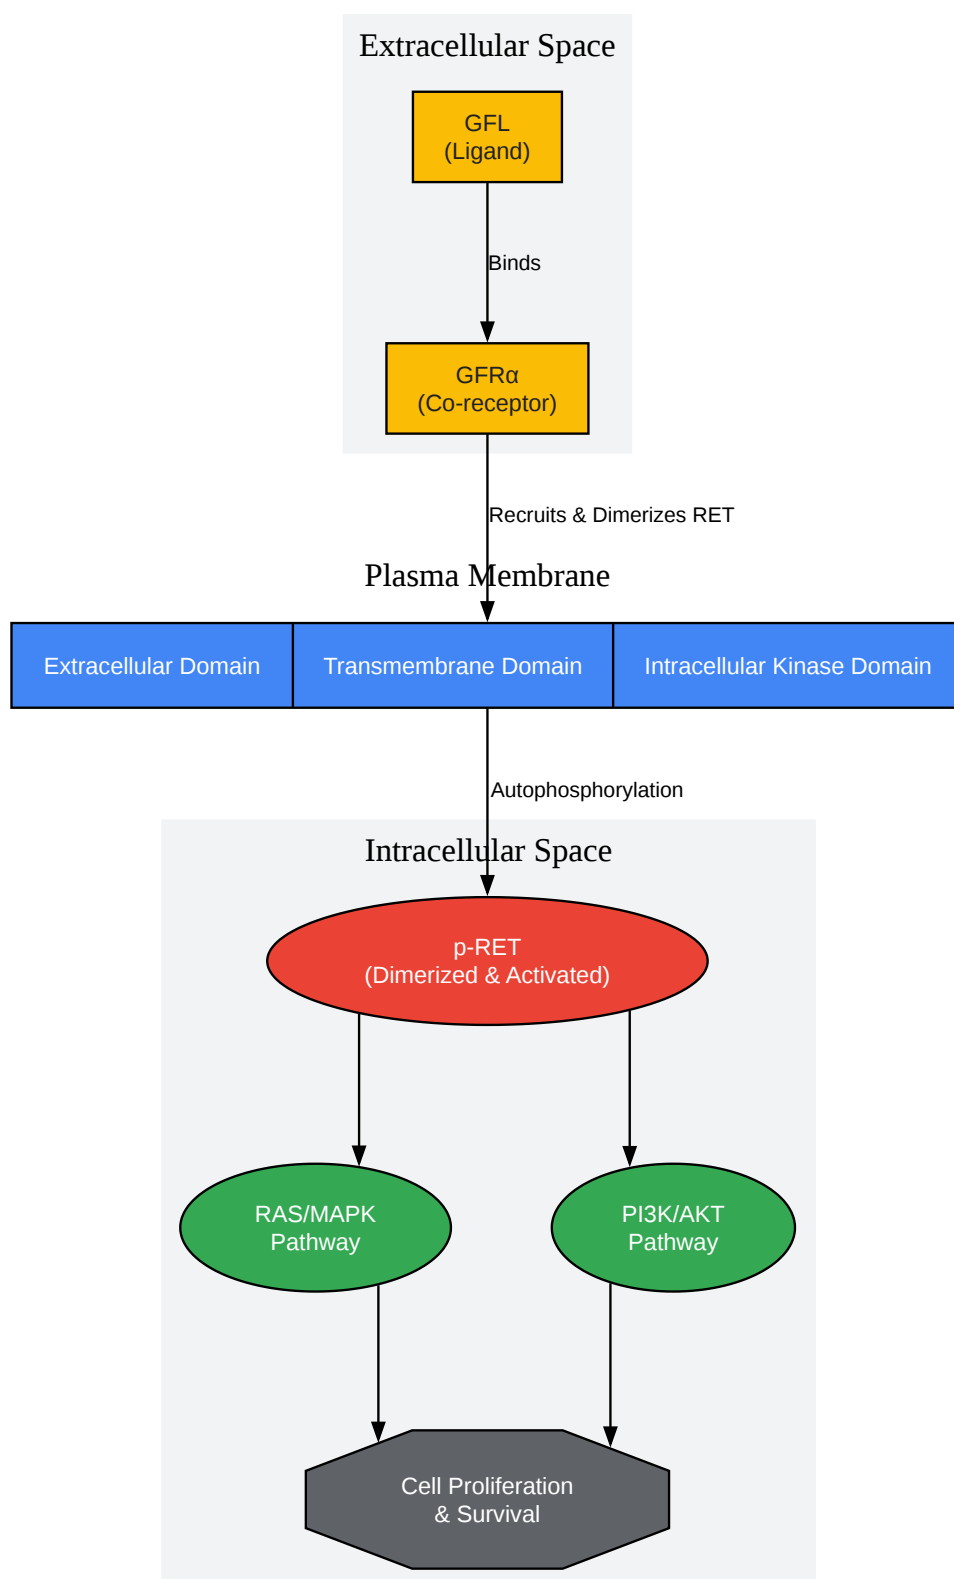 Extracellular Space
GFL
(Ligand)
Binds
GFRα
(Co-receptor)
Recruits & Dimerizes RET
Plasma Membrane
Extracellular Domain
Transmembrane Domain
Intracellular Kinase Domain
Autophosphorylation
Intracellular Space
p-RET
(Dimerized & Activated)
RAS/MAPK
Pathway
PI3K/AKT
Pathway
Cell Proliferation
& Survival